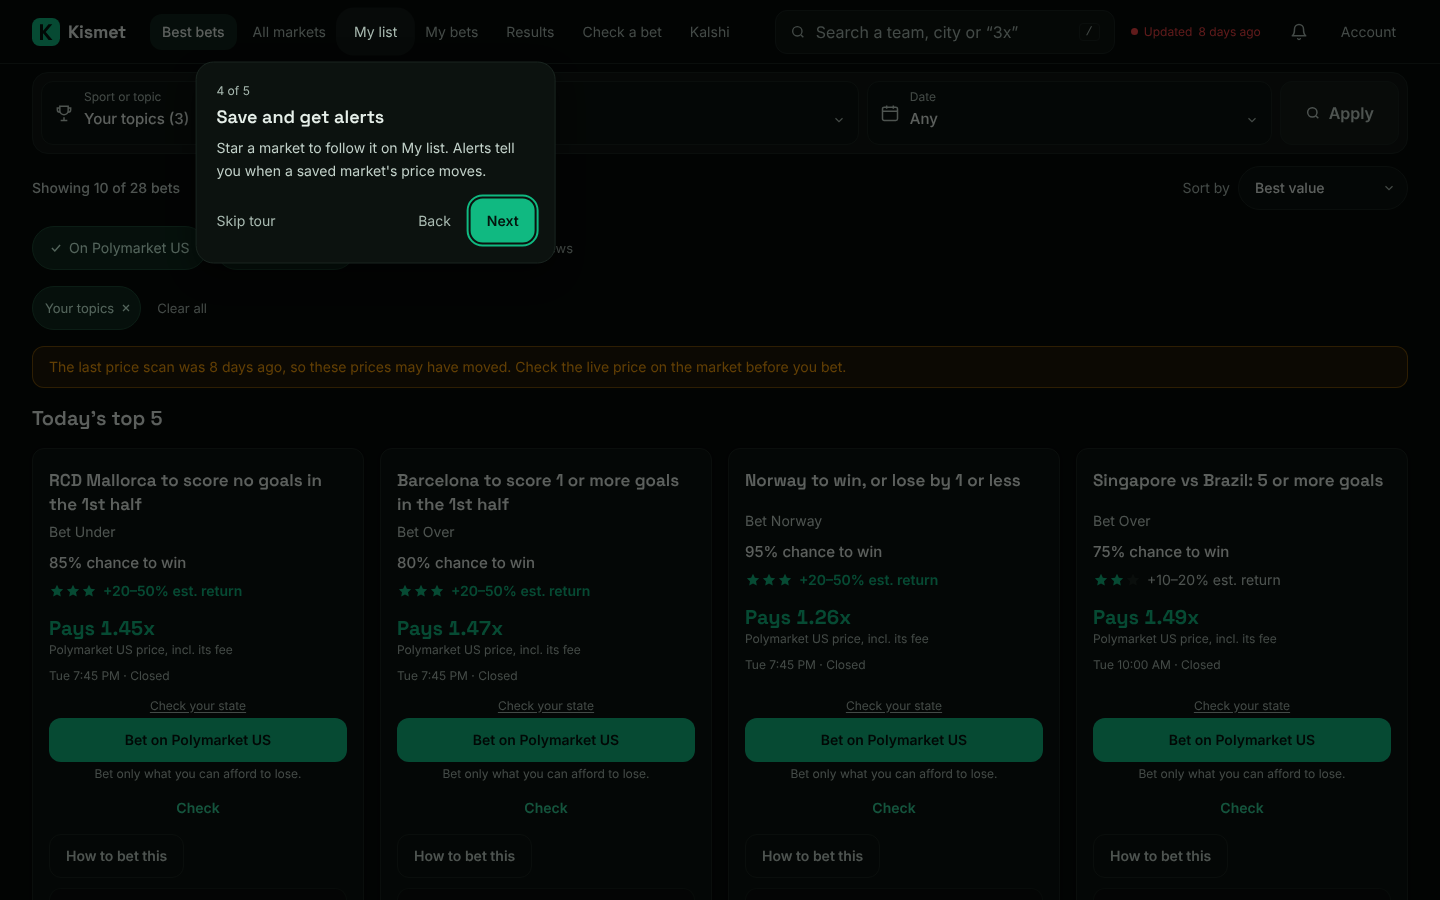 K Kismet
Best bets
All markets
My list
My bets
Results
Check a bet
Kalshi
Search a team, city or “3x”
/
Updated 8 days ago
Account
4 of 5
Save and get alerts
Star a market to follow it on My list. Alerts tell
you when a saved market's price moves.
Skip tour
Back
Next
Sport or topic
Your topics (3)
Date
Any
Apply
Showing 10 of 28 bets
Sort by
Best value
On Polymarket US
ws
Your topics ×
Clear all
The last price scan was 8 days ago, so these prices may have moved. Check the live price on the market before you bet.
Today’s top 5
RCD Mallorca to score no goals in
the 1st half
Bet Under
85% chance to win
+20–50% est. return
Pays 1.45x
Polymarket US price, incl. its fee
Tue 7:45 PM · Closed
Check your state
Bet on Polymarket US
Bet only what you can afford to lose.
Check
How to bet this
Barcelona to score 1 or more goals
in the 1st half
Bet Over
80% chance to win
+20–50% est. return
Pays 1.47x
Polymarket US price, incl. its fee
Tue 7:45 PM · Closed
Check your state
Bet on Polymarket US
Bet only what you can afford to lose.
Check
How to bet this
Norway to win, or lose by 1 or less
Bet Norway
95% chance to win
+20–50% est. return
Pays 1.26x
Polymarket US price, incl. its fee
Tue 7:45 PM · Closed
Check your state
Bet on Polymarket US
Bet only what you can afford to lose.
Check
How to bet this
Singapore vs Brazil: 5 or more goals
Bet Over
75% chance to win
+10–20% est. return
Pays 1.49x
Polymarket US price, incl. its fee
Tue 10:00 AM · Closed
Check your state
Bet on Polymarket US
Bet only what you can afford to lose.
Check
How to bet this